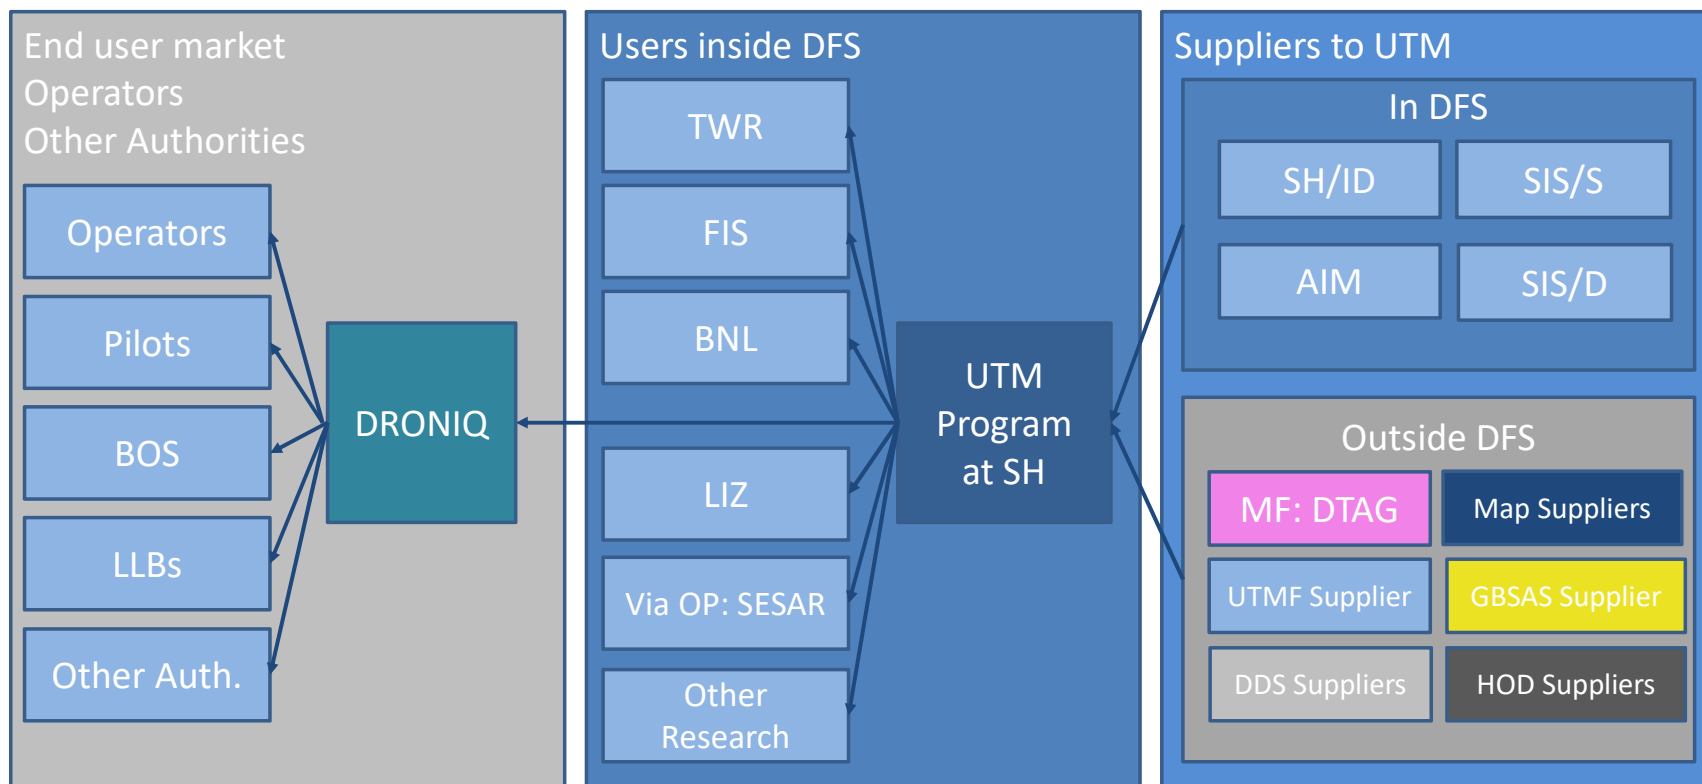 End user market
Operators
Other Authorities
Operators
Pilots
BOS
LLBs
Other Auth.
DRONIQ
Users inside DFS
TWR
FIS
BNL
LIZ
Via OP: SESAR
Other
Research
UTM
Program
at SH
Suppliers to UTM
In DFS
SH/ID
SIS/S
AIM
SIS/D
Outside DFS
MF: DTAG
Map Suppliers
UTMF Supplier
GBSAS Supplier
DDS Suppliers
HOD Suppliers